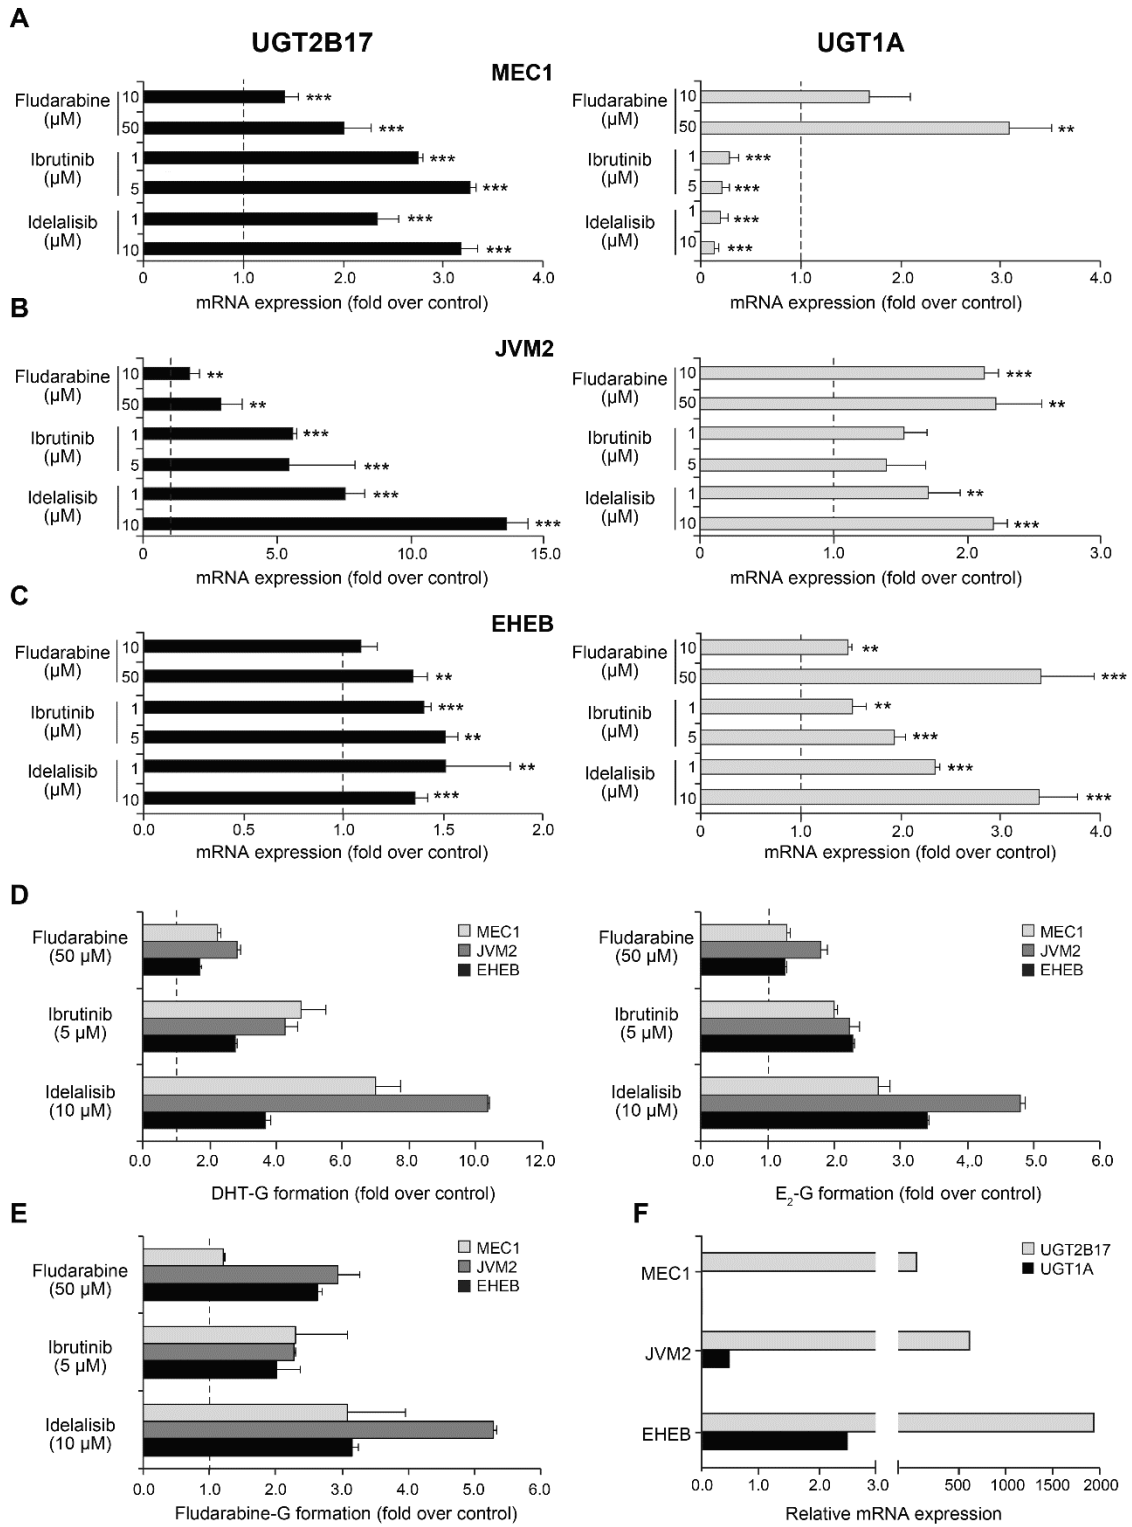 A
UGT2B17
UGT1A
MEC1
Fludarabine
(µM)
10
50
***
***
Ibrutinib
(µM)
1
5
***
***
Idelalisib
(µM)
1
10
***
***
0 1.0 2.0 3.0 4.0
mRNA expression (fold over control)
Fludarabine
(µM)
10
50
**
Ibrutinib
(µM)
1
5
***
***
Idelalisib
(µM)
1
10
***
***
0 1.0 2.0 3.0 4.0
mRNA expression (fold over control)
B
JVM2
Fludarabine
(µM)
10
50
**
**
Ibrutinib
(µM)
1
5
***
***
Idelalisib
(µM)
1
10
***
***
0 5.0 10.0 15.0
mRNA expression (fold over control)
Fludarabine
(µM)
10
50
***
**
Ibrutinib
(µM)
1
5
Idelalisib
(µM)
1
10
**
***
0 1.0 2.0 3.0
mRNA expression (fold over control)
C
EHEB
Fludarabine
(µM)
10
50
**
Ibrutinib
(µM)
1
5
***
**
Idelalisib
(µM)
1
10
**
***
0.0 0.5 1.0 1.5 2.0
mRNA expression (fold over control)
Fludarabine
(µM)
10
50
**
***
Ibrutinib
(µM)
1
5
**
***
Idelalisib
(µM)
1
10
***
***
0 1.0 2.0 3.0 4.0
mRNA expression (fold over control)
D
Fludarabine
(50 µM)
Ibrutinib
(5 µM)
Idelalisib
(10 µM)
MEC1
JVM2
EHEB
0.0 2.0 4.0 6.0 8.0 10.0 12.0
DHT-G formation (fold over control)
Fludarabine
(50 µM)
Ibrutinib
(5 µM)
Idelalisib
(10 µM)
MEC1
JVM2
EHEB
0.0 1.0 2.0 3.0 4,.0 5.0 6.0
E2-G formation (fold over control)
E
Fludarabine
(50 µM)
Ibrutinib
(5 µM)
Idelalisib
(10 µM)
MEC1
JVM2
EHEB
0.0 1.0 2.0 3.0 4.0 5.0 6.0
Fludarabine-G formation (fold over control)
F
UGT2B17
UGT1A
MEC1
JVM2
EHEB
0.0 1.0 2.0 3.0 500 1000 1500 2000
Relative mRNA expression